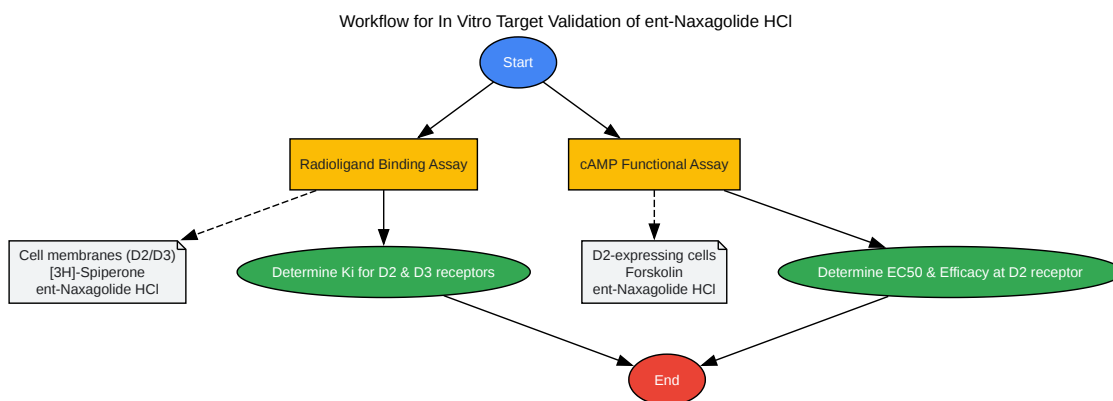 Workflow for In Vitro Target Validation of ent-Naxagolide HCl
Start
Radioligand Binding Assay
cAMP Functional Assay
Cell membranes (D2/D3)
[3H]-Spiperone
ent-Naxagolide HCl
Determine Ki for D2 & D3 receptors
D2-expressing cells
Forskolin
ent-Naxagolide HCl
Determine EC50 & Efficacy at D2 receptor
End